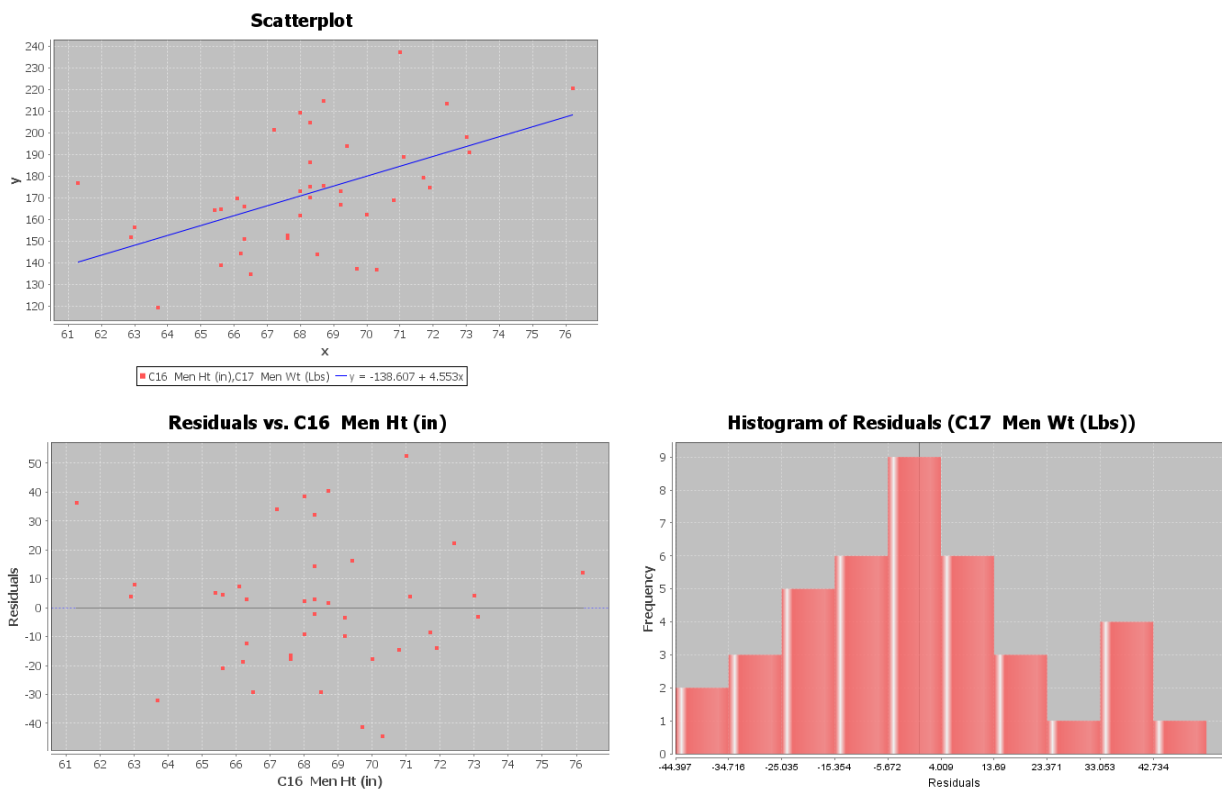 Scatterplot
240
230
220
210
200
190
180
170
160
150
140
130
120
y
61 62 63 64 65 66 67 68 69 70 71 72 73 74 75 76
x
C16 Men Ht (in),C17 Men Wt (Lbs) y = -138.607 + 4.553x
Residuals vs. C16 Men Ht (in)
50
40
30
20
10
0
-10
-20
-30
-40
Residuals
61 62 63 64 65 66 67 68 69 70 71 72 73 74 75 76
C16 Men Ht (in)
Histogram of Residuals (C17 Men Wt (Lbs))
9
8
7
6
5
4
3
2
1
0
Frequency
-44.397 -34.716 -25.035 -15.354 -5.672 4.009 13.69 23.371 33.053 42.734
Residuals